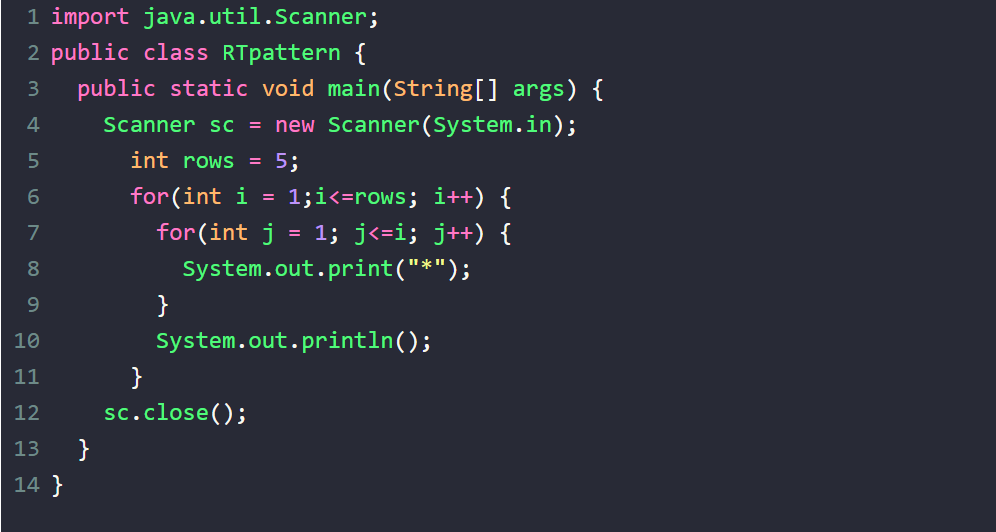 1 import java.util.Scanner;
2 public class RTpattern {
3   public static void main(String[] args) {
4     Scanner sc = new Scanner(System.in);
5       int rows = 5;
6       for(int i = 1;i<=rows; i++) {
7         for(int j = 1; j<=i; j++) {
8           System.out.print("*");
9         }
10         System.out.println();
11       }
12     sc.close();
13   }
14 }